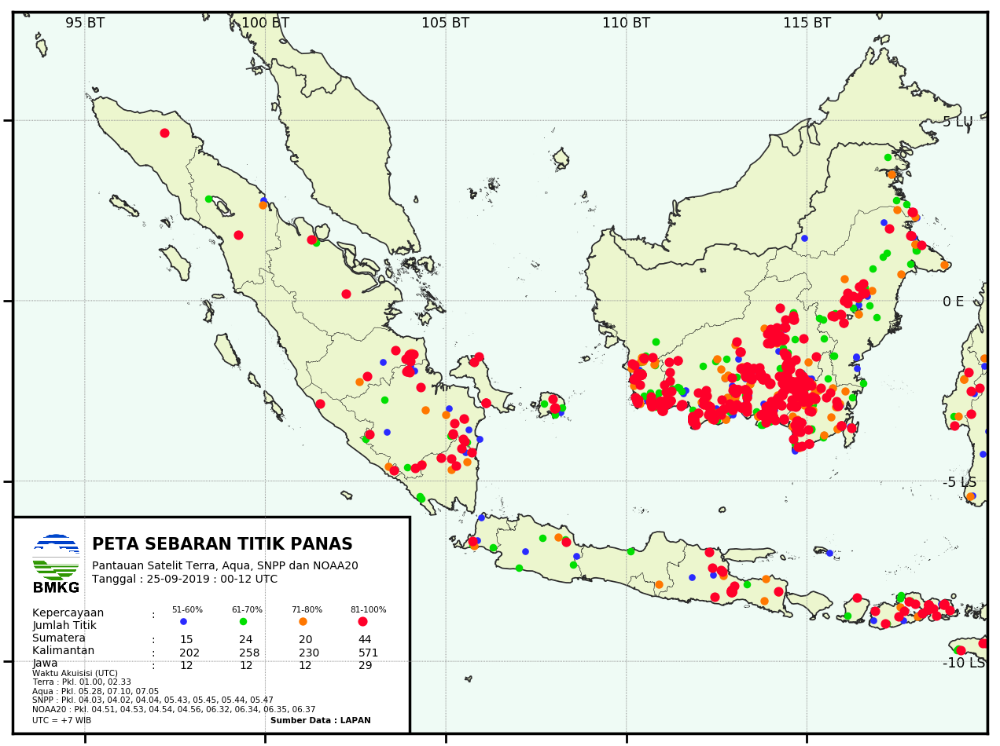 95 BT 100 BT 105 BT 110 BT 115 BT
5 LU
0 E
-5 LS
-10 LS
PETA SEBARAN TITIK PANAS
Pantauan Satelit Terra, Aqua, SNPP dan NOAA20
Tanggal : 25-09-2019 : 00-12 UTC
BMKG
Kepercayaan : 51-60% 61-70% 71-80% 81-100%
Jumlah Titik
Sumatera : 15 24 20 44
Kalimantan : 202 258 230 571
Jawa : 12 12 12 29
Waktu Akuisisi (UTC)
Terra : Pkl. 01.00, 02.33
Aqua : Pkl. 05.28, 07.10, 07.05
SNPP : Pkl. 04.03, 04.02, 04.04, 05.43, 05.45, 05.44, 05.47
NOAA20 : Pkl. 04.51, 04.53, 04.54, 04.56, 06.32, 06.34, 06.35, 06.37
UTC = +7 WIB Sumber Data : LAPAN